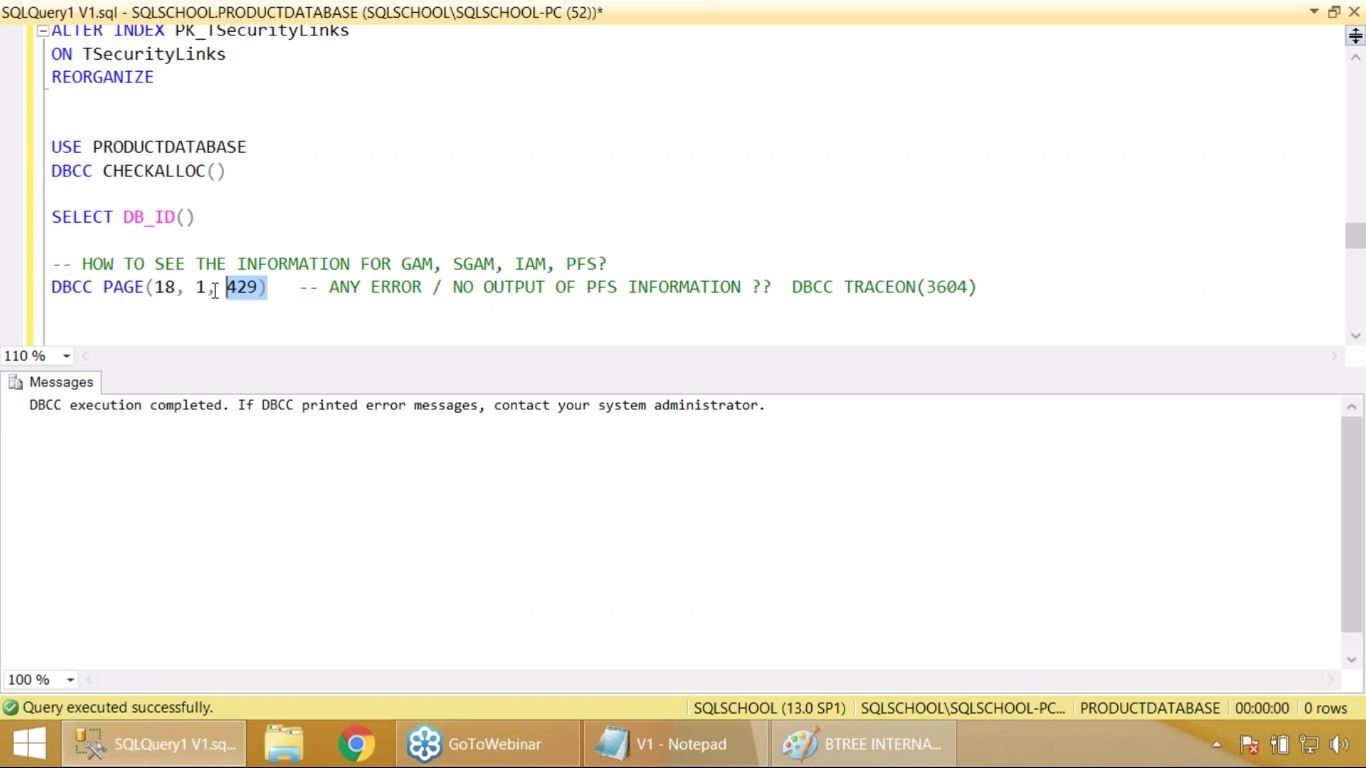 SQLQuery1 V1.sql - SQLSCHOOL.PRODUCTDATABASE (SQLSCHOOL\SQLSCHOOL-PC (52))*
ALTER INDEX PK_TSecurityLinks
ON TSecurityLinks
REORGANIZE
USE PRODUCTDATABASE
DBCC CHECKALLOC()
SELECT DB_ID()
-- HOW TO SEE THE INFORMATION FOR GAM, SGAM, IAM, PFS?
DBCC PAGE(18, 1, 429)   -- ANY ERROR / NO OUTPUT OF PFS INFORMATION ??  DBCC TRACEON(3604)
110 %
Messages
DBCC execution completed. If DBCC printed error messages, contact your system administrator.
100 %
Query executed successfully. SQLSCHOOL (13.0 SP1) SQLSCHOOL\SQLSCHOOL-PC... PRODUCTDATABASE 00:00:00 0 rows
SQLQuery1 V1.sq... GoToWebinar V1 - Notepad BTREE INTERNA...